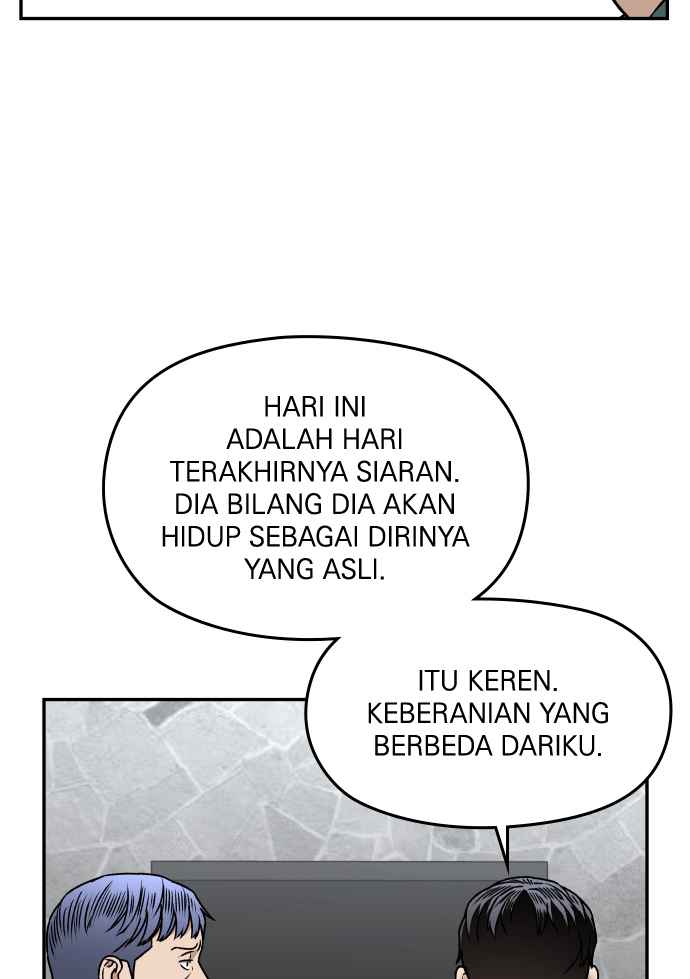 HARI INI
ADALAH HARI
TERAKHIRNYA SIARAN.
DIA BILANG DIA AKAN
HIDUP SEBAGAI DIRINYA
YANG ASLI.
ITU KEREN.
KEBERANIAN YANG
BERBEDA DARIKU.